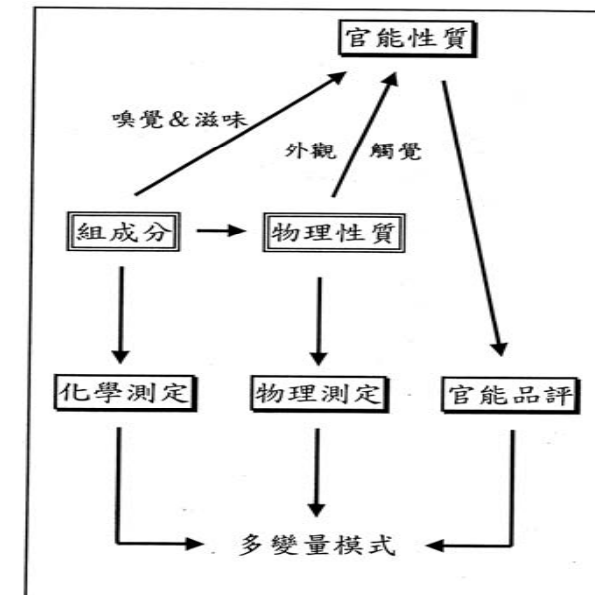 官能性質
嗅覺&滋味
外觀 觸覺
組成分
物理性質
化學測定
物理測定
官能品評
多變量模式